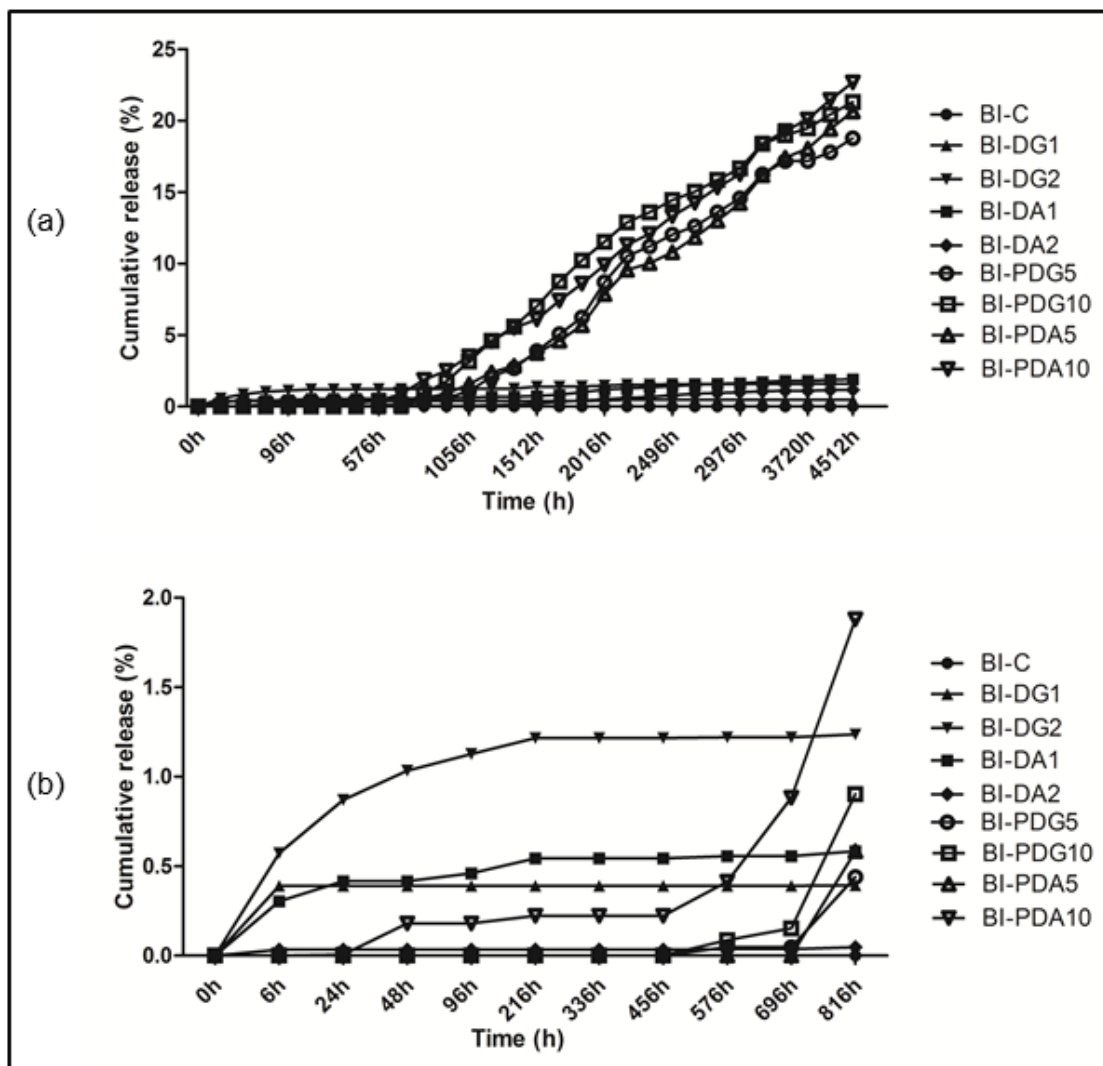 (a)
Cumulative release (%)
25
20
15
10
5
0
0h
96h
576h
1056h
1512h
2016h
2496h
2976h
3720h
4512h
Time (h)
BI-C
BI-DG1
BI-DG2
BI-DA1
BI-DA2
BI-PDG5
BI-PDG10
BI-PDA5
BI-PDA10
(b)
Cumulative release (%)
2.0
1.5
1.0
0.5
0.0
0h
6h
24h
48h
96h
216h
336h
456h
576h
696h
816h
Time (h)
BI-C
BI-DG1
BI-DG2
BI-DA1
BI-DA2
BI-PDG5
BI-PDG10
BI-PDA5
BI-PDA10